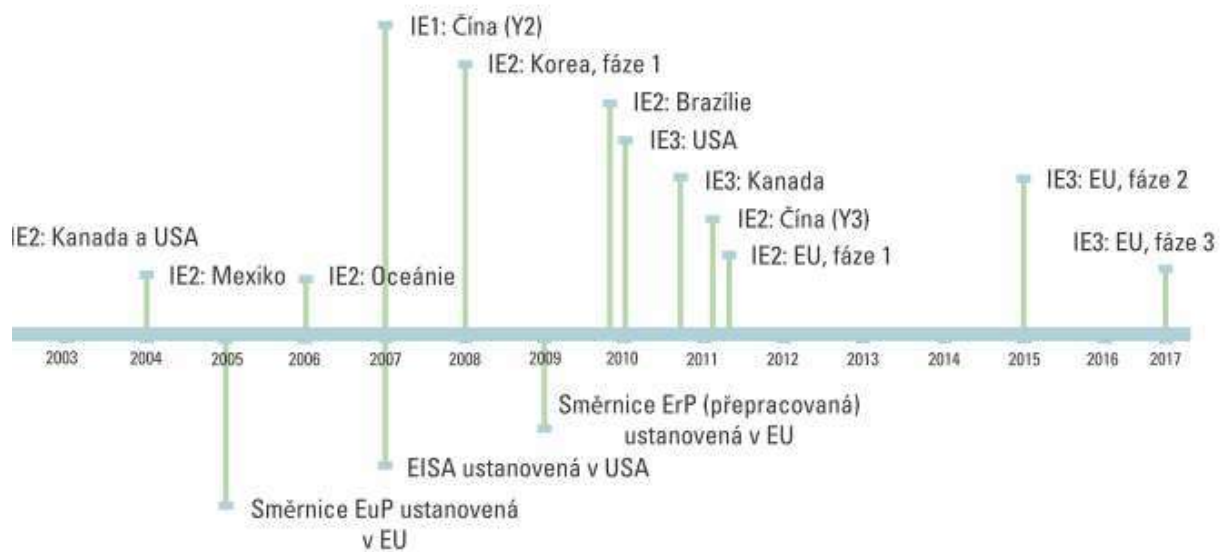 IE1: Čína (Y2)
IE2: Korea, fáze 1
IE2: Brazílie
IE3: USA
IE3: Kanada
IE3: EU, fáze 2
IE2: Čína (Y3)
IE2: Kanada a USA
IE3: EU, fáze 3
IE2: EU, fáze 1
IE2: Mexiko
IE2: Oceánie
2003 2004 2005 2006 2007 2008 2009 2010 2011 2012 2013 2014 2015 2016 2017
Směrnice ErP (přepracovaná)
ustanovená v EU
EISA ustanovená v USA
Směrnice EuP ustanovená
v EU